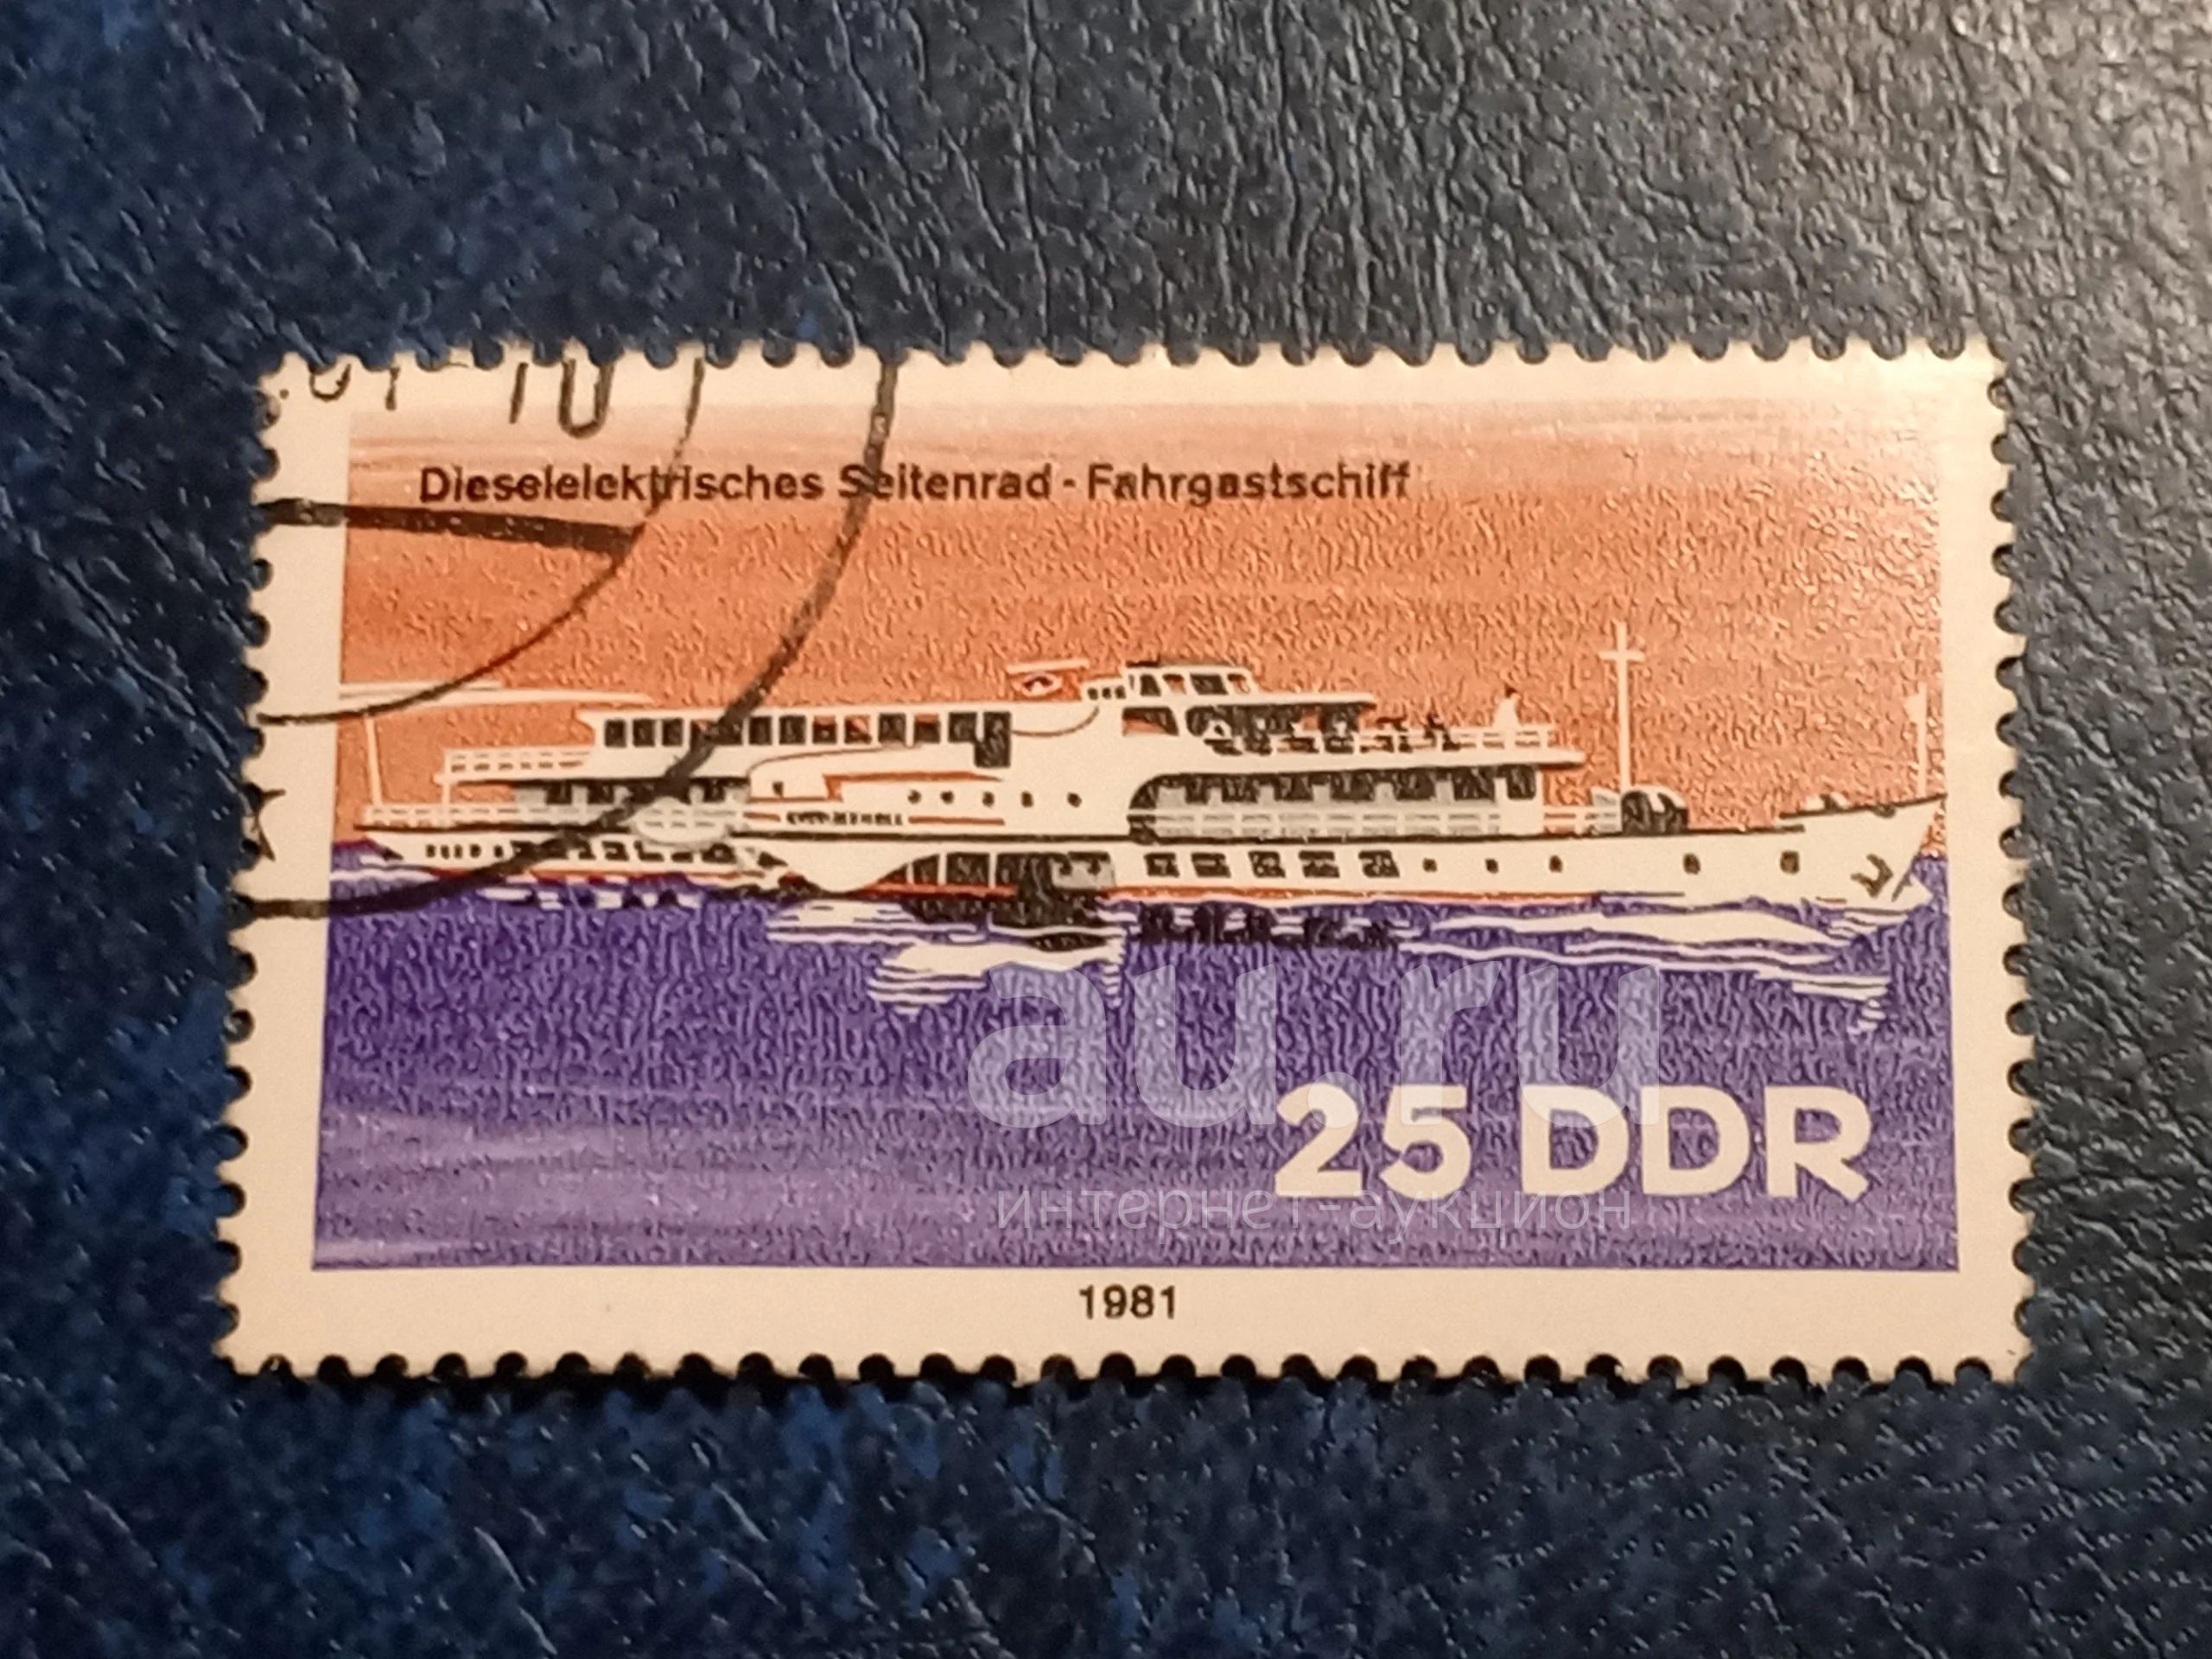 Dieselelektrisches Seitenrad - Fahrgastschiff
au.ru
25 DDR
интернет-аукцион
1981